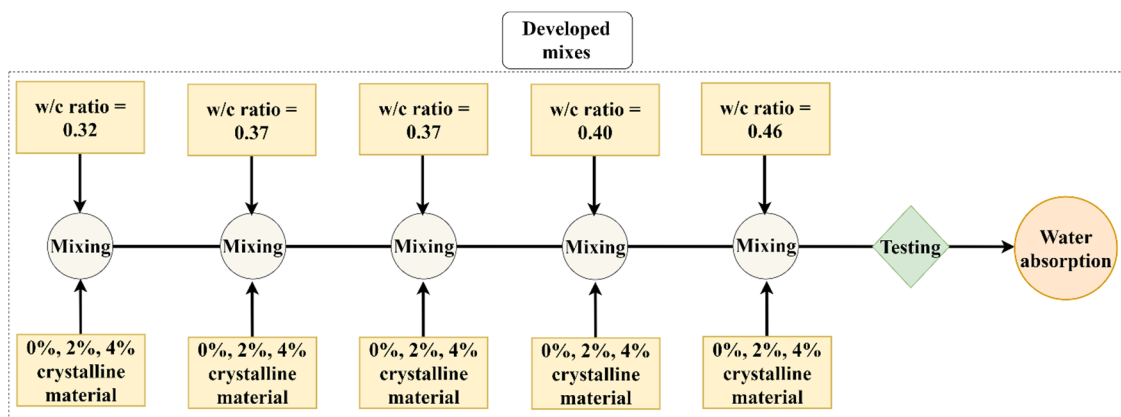 Developed
mixes
w/c ratio =
0.32
w/c ratio =
0.37
w/c ratio =
0.37
w/c ratio =
0.40
w/c ratio =
0.46
Mixing
Mixing
Mixing
Mixing
Mixing
Testing
Water
absorption
0%, 2%, 4%
crystalline
material
0%, 2%, 4%
crystalline
material
0%, 2%, 4%
crystalline
material
0%, 2%, 4%
crystalline
material
0%, 2%, 4%
crystalline
material